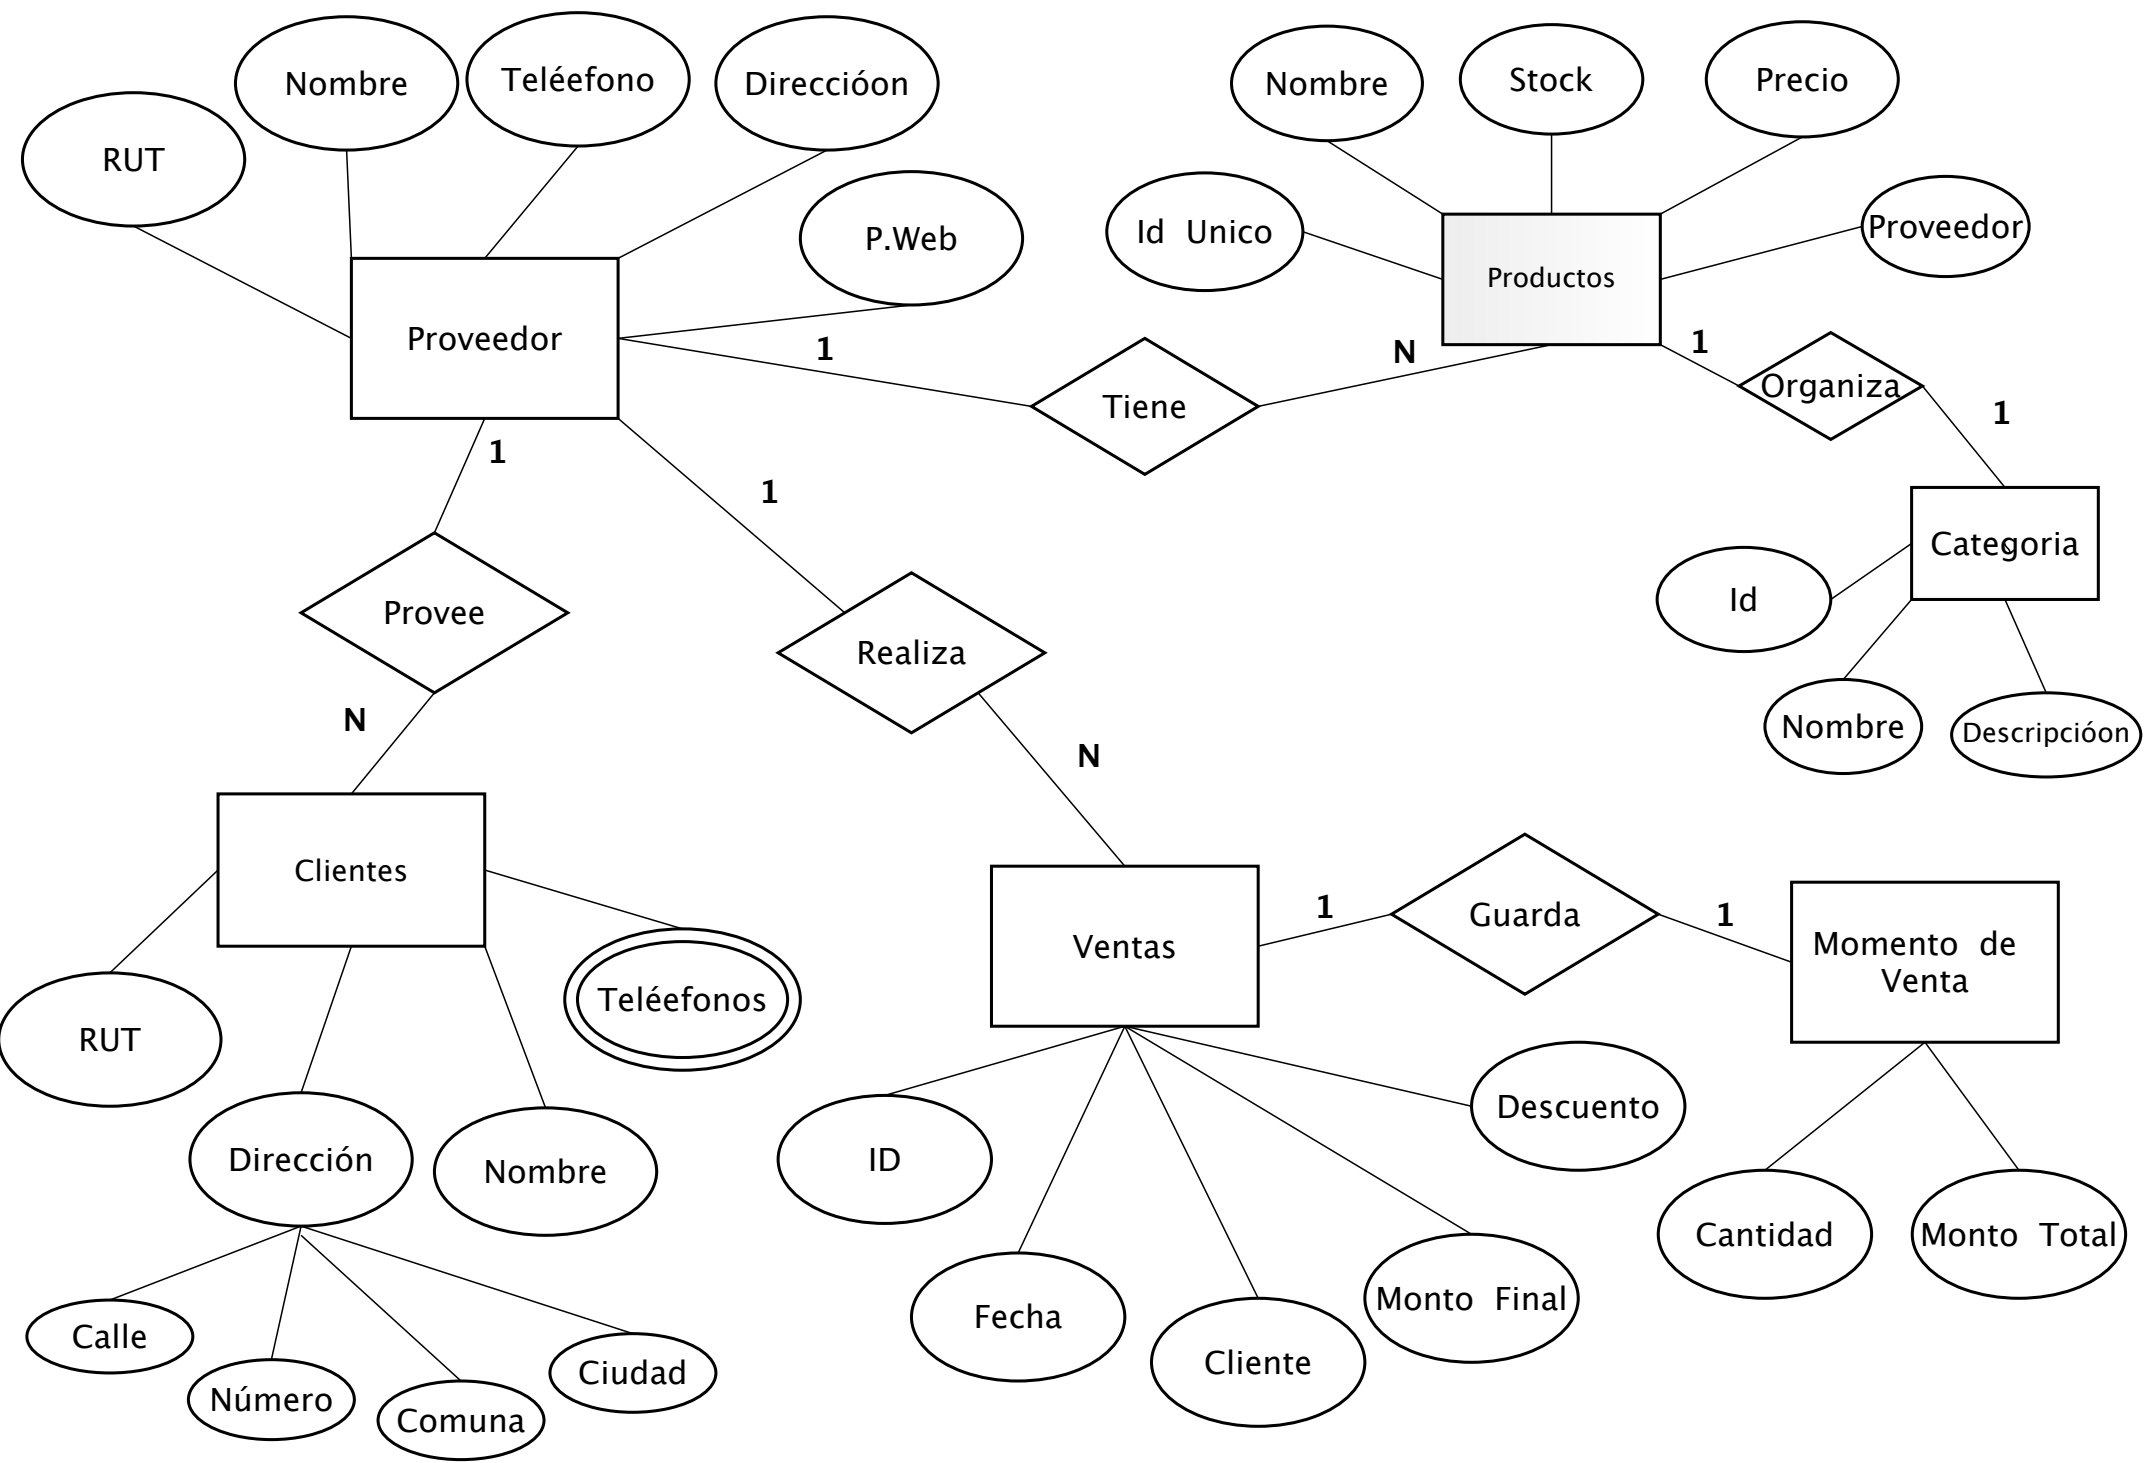 Nombre
Teléefono
Direccióon
Nombre
Stock
Precio
RUT
P.Web
Id Unico
Proveedor
Productos
Proveedor
1
Tiene
N
1
Organiza
1
1
1
Categoria
Provee
Realiza
Id
N
N
Nombre
Descripcióon
Clientes
Ventas
1
Guarda
1
Momento de
Venta
Teléefonos
RUT
Dirección
Nombre
ID
Descuento
Calle
Número
Comuna
Ciudad
Fecha
Cliente
Monto Final
Cantidad
Monto Total